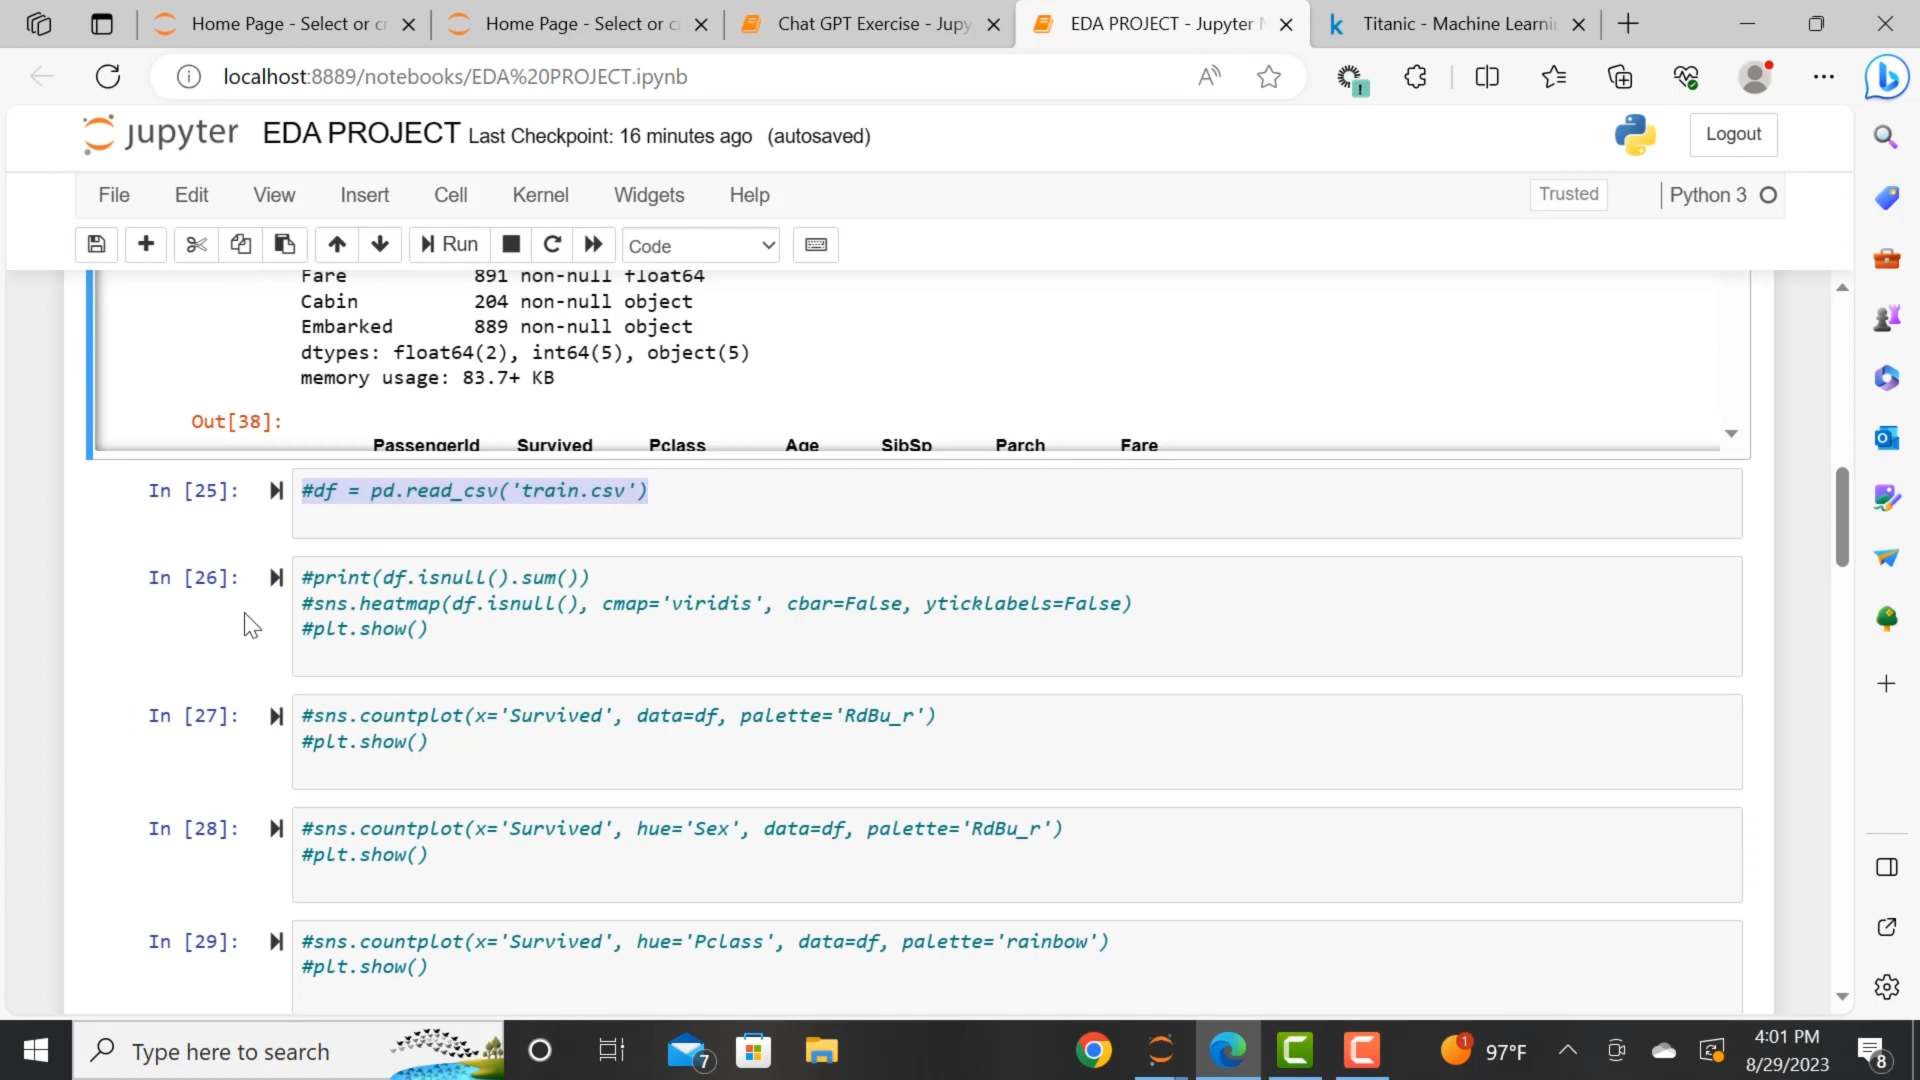 Home Page - Select or c
Home Page - Select or c
Chat GPT Exercise - Jupy
EDA PROJECT - Jupyter
Titanic - Machine Learni
localhost:8889/notebooks/EDA%20PROJECT.ipynb
jupyter EDA PROJECT Last Checkpoint: 16 minutes ago (autosaved)
Logout
File Edit View Insert Cell Kernel Widgets Help
Trusted
Python 3
Run
Code
Fare 891 non-null float64
Cabin 204 non-null object
Embarked 889 non-null object
dtypes: float64(2), int64(5), object(5)
memory usage: 83.7+ KB
Out[38]:
PassengerId Survived Pclass Age SibSp Parch Fare
In [25]: #df = pd.read_csv('train.csv')
In [26]: #print(df.isnull().sum())
#sns.heatmap(df.isnull(), cmap='viridis', cbar=False, yticklabels=False)
#plt.show()
In [27]: #sns.countplot(x='Survived', data=df, palette='RdBu_r')
#plt.show()
In [28]: #sns.countplot(x='Survived', hue='Sex', data=df, palette='RdBu_r')
#plt.show()
In [29]: #sns.countplot(x='Survived', hue='Pclass', data=df, palette='rainbow')
#plt.show()
Type here to search
7
1
97°F
4:01 PM
8/29/2023
8